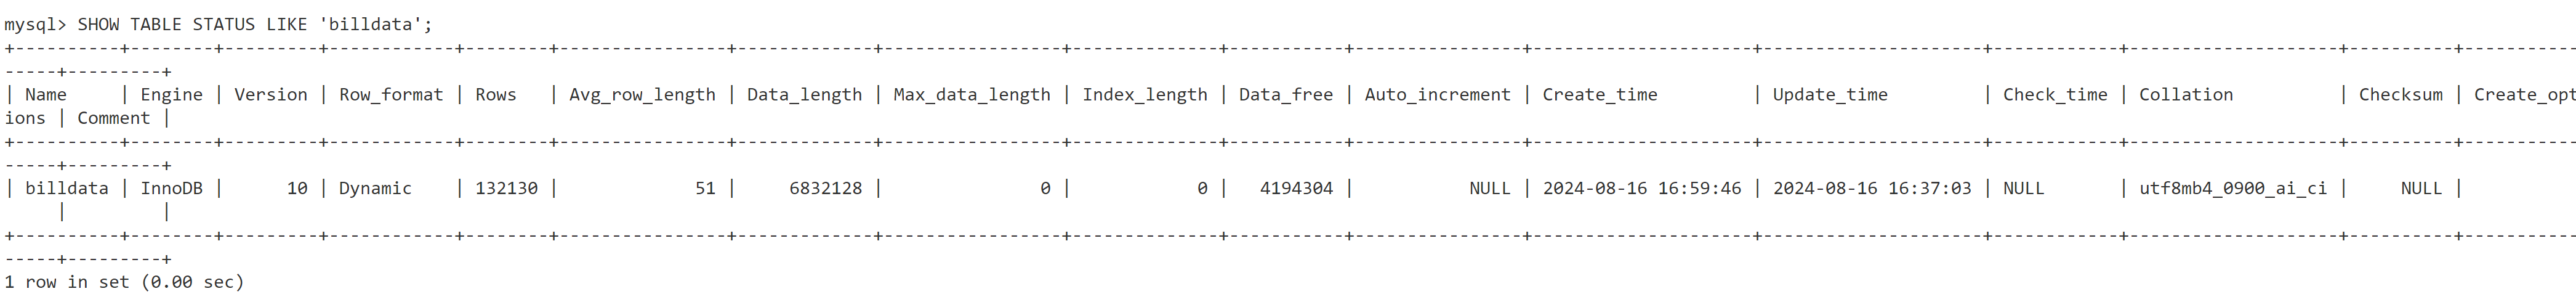 mysql> SHOW TABLE STATUS LIKE 'billdata';
+----------+--------+---------+------------+--------+----------------+-------------+-----------------+--------------+-----------+----------------+---------------------+---------------------+------------+--------------------+----------+-----------
-----+---------+
| Name     | Engine | Version | Row_format | Rows   | Avg_row_length | Data_length | Max_data_length | Index_length | Data_free | Auto_increment | Create_time         | Update_time         | Check_time | Collation          | Checksum | Create_opt
ions | Comment |
+----------+--------+---------+------------+--------+----------------+-------------+-----------------+--------------+-----------+----------------+---------------------+---------------------+------------+--------------------+----------+-----------
-----+---------+
| billdata | InnoDB |      10 | Dynamic    | 132130 |             51 |     6832128 |               0 |            0 |   4194304 |           NULL | 2024-08-16 16:59:46 | 2024-08-16 16:37:03 | NULL       | utf8mb4_0900_ai_ci |     NULL |
     |         |
+----------+--------+---------+------------+--------+----------------+-------------+-----------------+--------------+-----------+----------------+---------------------+---------------------+------------+--------------------+----------+-----------
-----+---------+
1 row in set (0.00 sec)